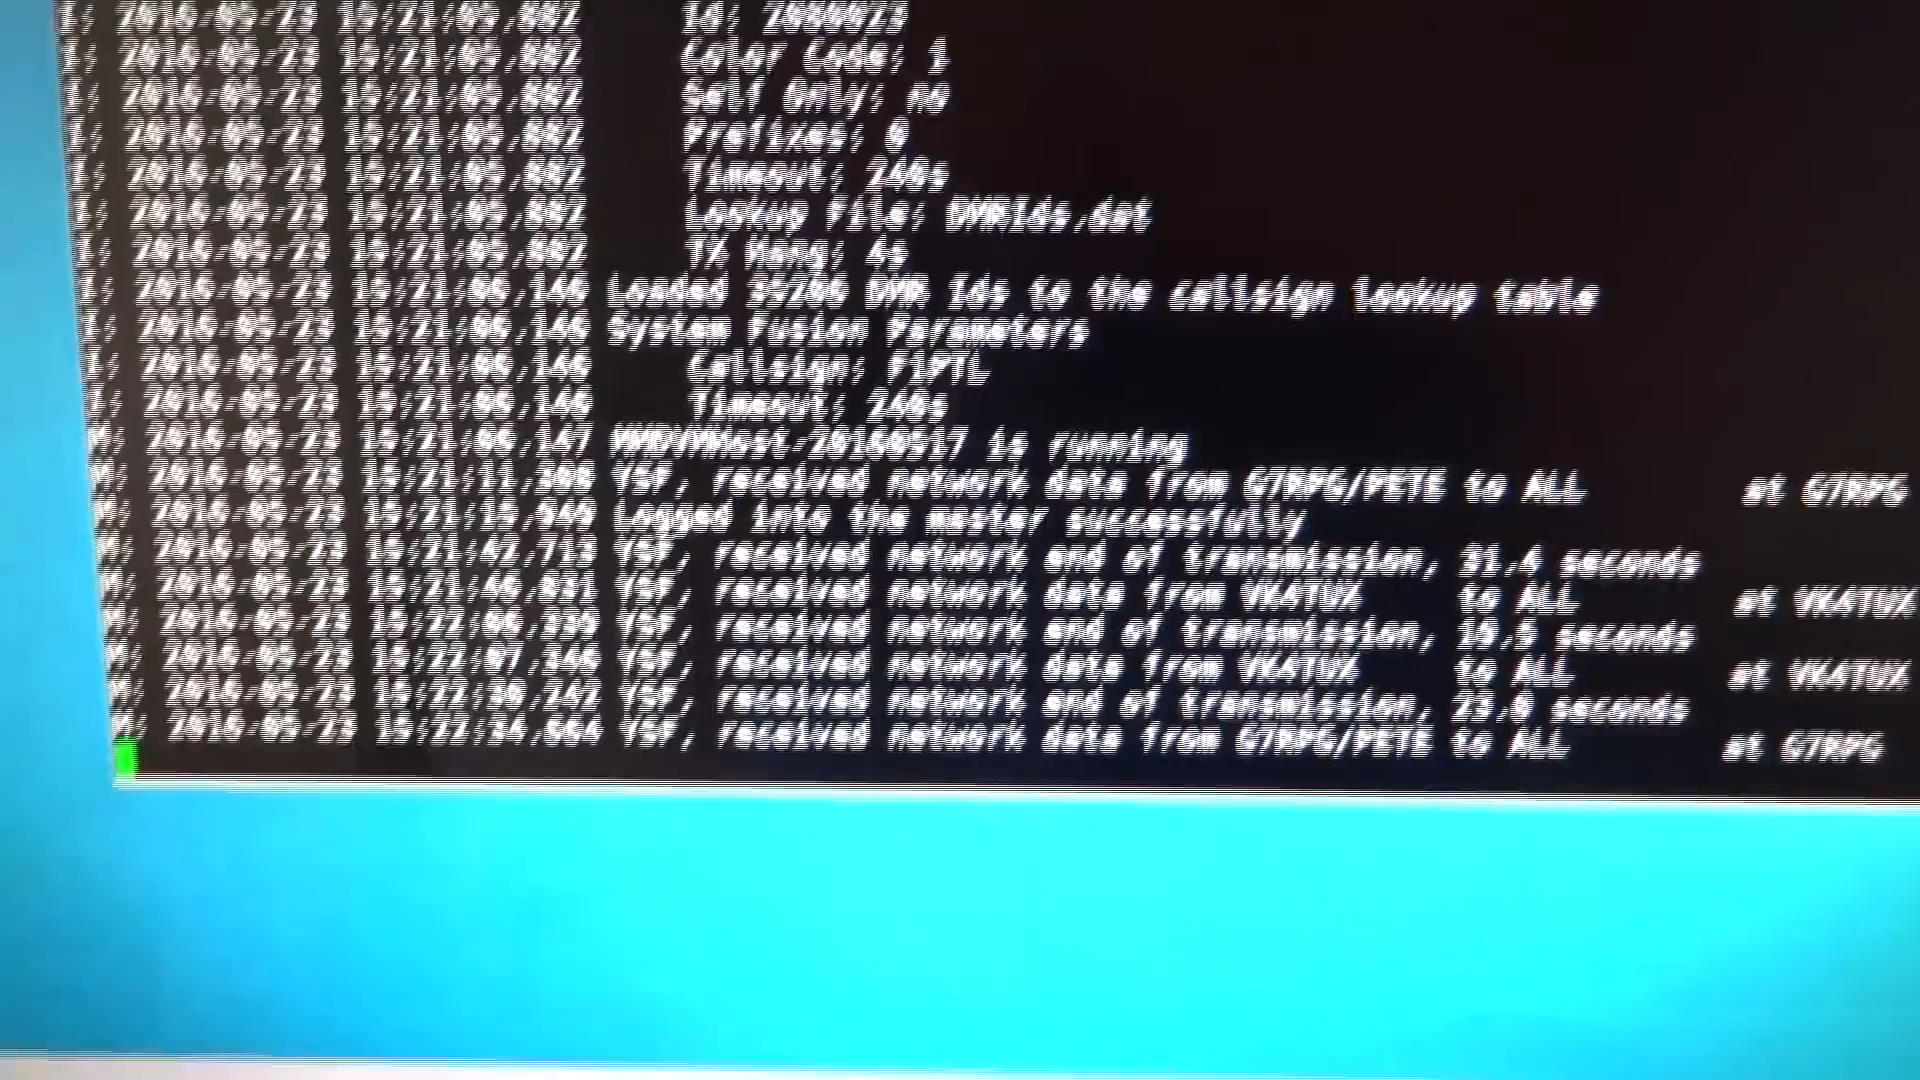 I: 2016-05-23 15:21:05,882 Id: 2080023
I: 2016-05-23 15:21:05,882 Color Code: 1
I: 2016-05-23 15:21:05,882 Self Only: no
I: 2016-05-23 15:21:05,882 Prefixes: 0
I: 2016-05-23 15:21:05,882 Timeout: 240s
I: 2016-05-23 15:21:05,882 Lookup File: DMRIds.dat
I: 2016-05-23 15:21:05,882 TX Hang: 4s
I: 2016-05-23 15:21:06,146 Loaded 35200 DMR Ids to the callsign lookup table
I: 2016-05-23 15:21:06,146 System Fusion Parameters
I: 2016-05-23 15:21:06,146 Callsign: F1PTL
I: 2016-05-23 15:21:06,146 Timeout: 240s
M: 2016-05-23 15:21:06,147 MMDVMHost-20160517 is running
M: 2016-05-23 15:21:11,308 YSF, received network data from G7RPG/PETE to ALL at G7RPG
M: 2016-05-23 15:21:15,949 Logged into the master successfully
M: 2016-05-23 15:21:42,713 YSF, received network end of transmission, 31.4 seconds
M: 2016-05-23 15:21:46,831 YSF, received network data from VK4TUX to ALL at VK4TUX
M: 2016-05-23 15:22:06,335 YSF, received network end of transmission, 19.5 seconds
M: 2016-05-23 15:22:07,346 YSF, received network data from VK4TUX to ALL at VK4TUX
M: 2016-05-23 15:22:30,242 YSF, received network end of transmission, 23.0 seconds
M: 2016-05-23 15:22:34,664 YSF, received network data from G7RPG/PETE to ALL at G7RPG